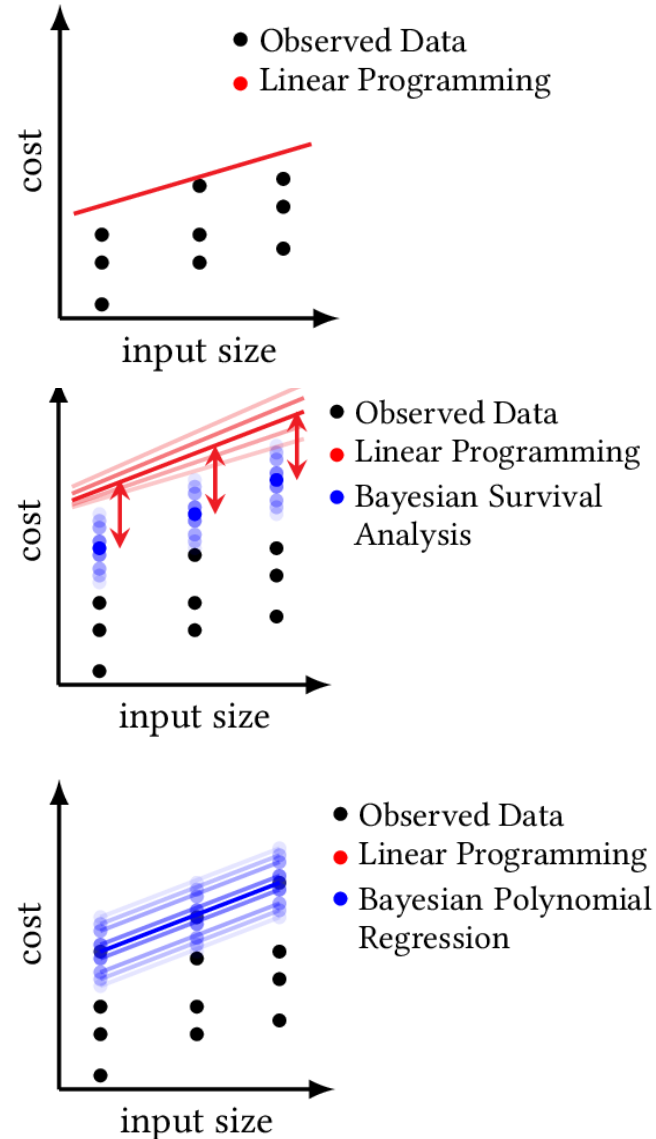 Observed Data
Linear Programming
cost
input size
Observed Data
Linear Programming
Bayesian Survival
Analysis
cost
input size
Observed Data
Linear Programming
Bayesian Polynomial
Regression
cost
input size